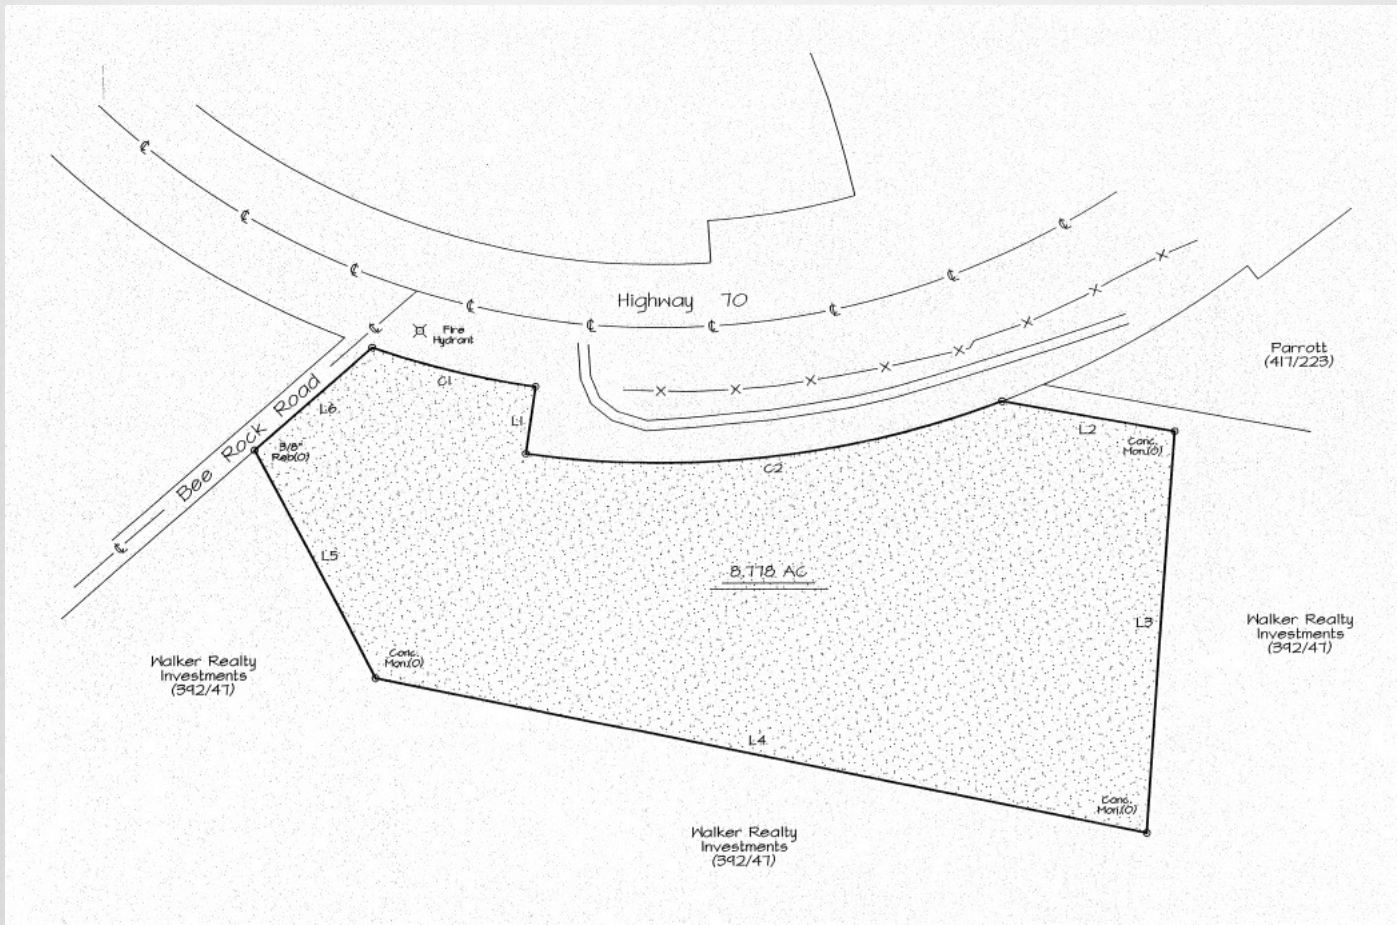 Highway 70
Fire
Hydrant
Parrott
(417/223)
C1
L6
L1
Bee Rock Road
3/8"
Reb(O)
L2
Conc.
Mon.(O)
C2
L5
8.778 AC
L3
Walker Realty
Investments
(392/47)
Conc.
Mon.(O)
Walker Realty
Investments
(392/47)
L4
Conc.
Mon.(O)
Walker Realty
Investments
(392/47)